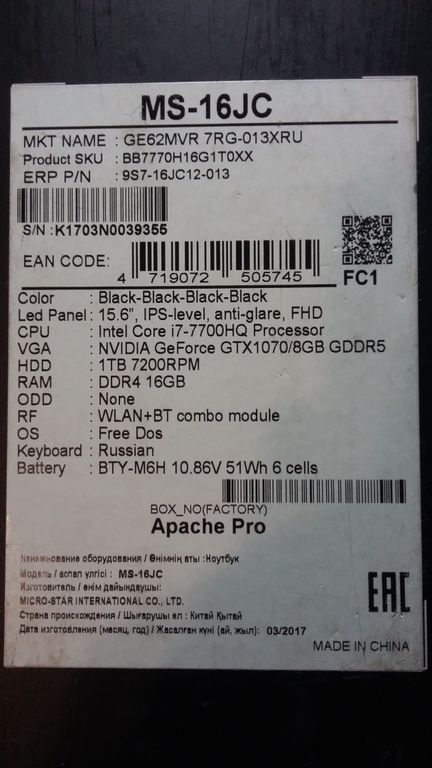 MS-16JC
MKT NAME : GE62MVR 7RG-013XRU
Product SKU : BB7770H16G1T0XX
ERP P/N : 9S7-16JC12-013
S/N : K1703N0039355
EAN CODE:
4 719072 505745
FC1
Color : Black-Black-Black-Black
Led Panel : 15.6", IPS-level, anti-glare, FHD
CPU : Intel Core i7-7700HQ Processor
VGA : NVIDIA GeForce GTX1070/8GB GDDR5
HDD : 1TB 7200RPM
RAM : DDR4 16GB
ODD : None
RF : WLAN+BT combo module
OS : Free Dos
Keyboard : Russian
Battery : BTY-M6H 10.86V 51Wh 6 cells
BOX_NO(FACTORY)
Apache Pro
Наименование оборудования / Өнімнің аты :Ноутбук
Модель / аспап үлгісі : MS-16JC
Изготовитель / өнім дайындаушы:
MICRO-STAR INTERNATIONAL CO., LTD.
Страна происхождения / Шығарушы ел : Китай Қытай
Дата изготовления (месяц, год) / Жасалған күні (ай, жыл): 03/2017
EAC
MADE IN CHINA